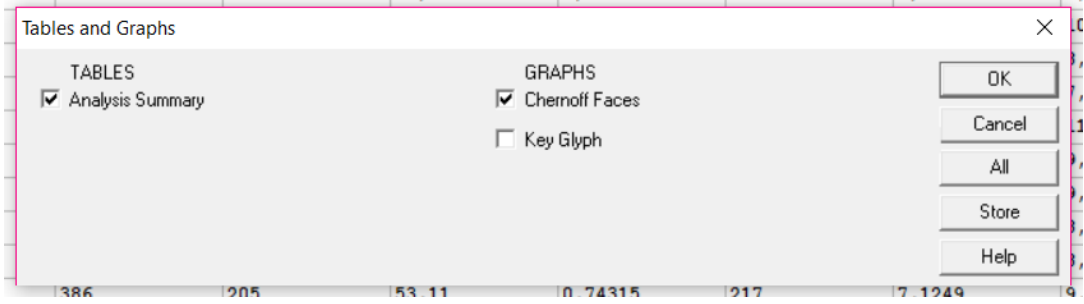 Tables and Graphs
TABLES
Analysis Summary
GRAPHS
Chernoff Faces
Key Glyph
OK
Cancel
All
Store
Help
386 205 53,11 0,74315 217 7,1249 9